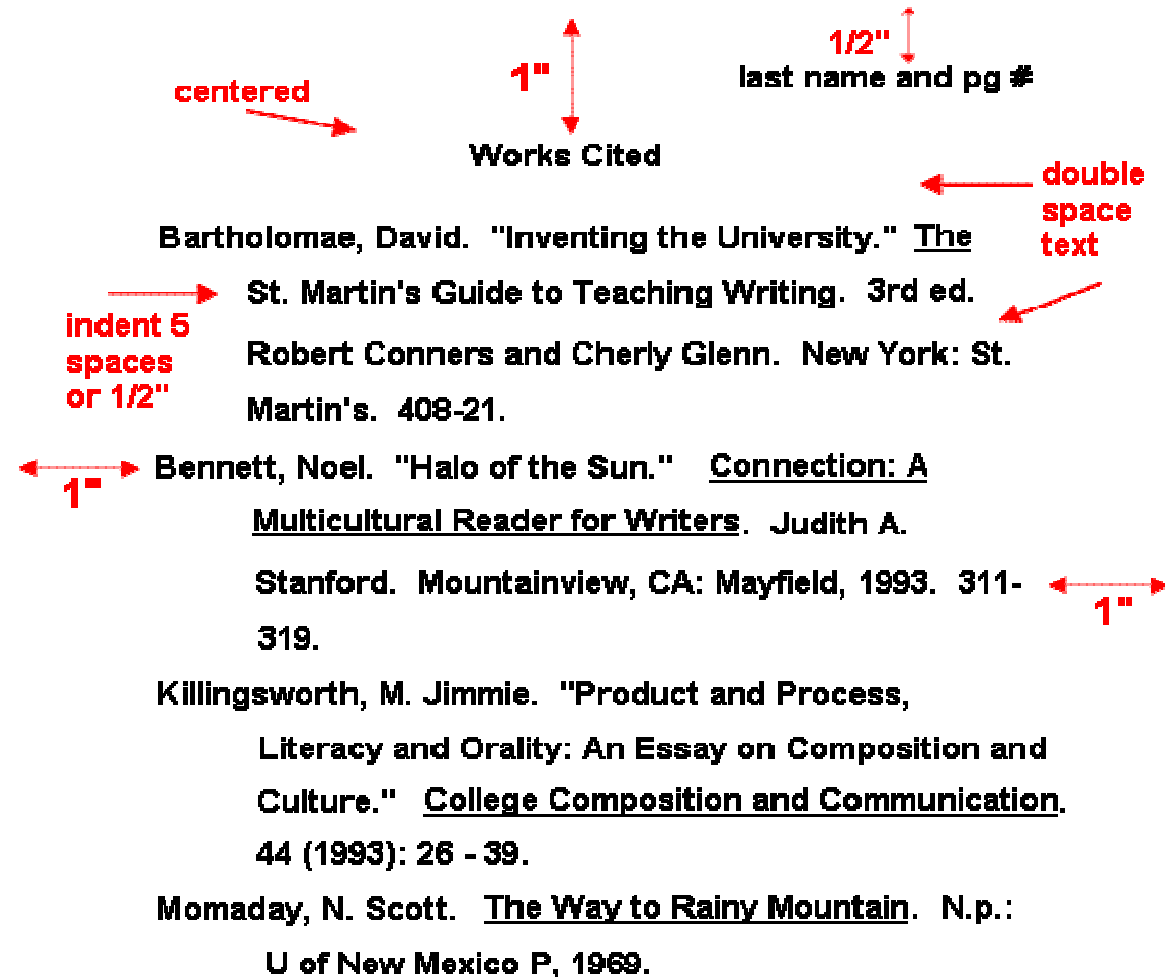 1/2"
1"
last name and pg #
centered
Works Cited
double
space
text
Bartholomae, David. "Inventing the University." The
St. Martin's Guide to Teaching Writing. 3rd ed.
indent 5
spaces
or 1/2"
Robert Conners and Cherly Glenn. New York: St.
Martin's. 408-21.
Bennett, Noel. "Halo of the Sun." Connection: A
1"
Multicultural Reader for Writers. Judith A.
Stanford. Mountainview, CA: Mayfield, 1993. 311-
1"
319.
Killingsworth, M. Jimmie. "Product and Process,
Literacy and Orality: An Essay on Composition and
Culture." College Composition and Communication.
44 (1993): 26 - 39.
Momaday, N. Scott. The Way to Rainy Mountain. N.p.:
U of New Mexico P, 1969.